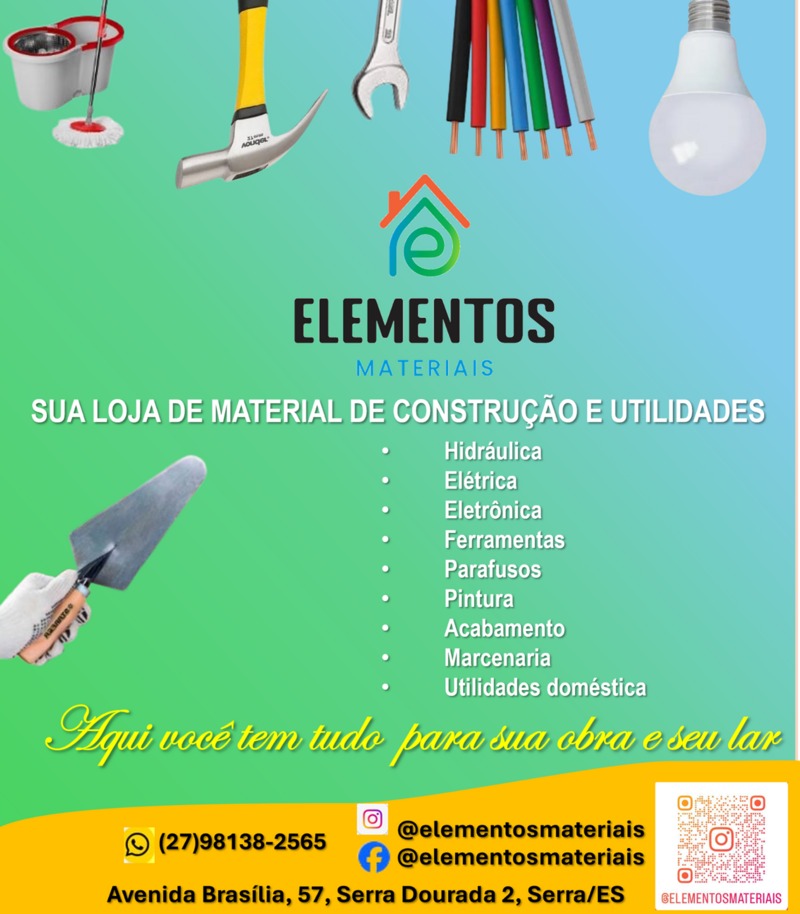 ELEMENTOS
MATERIAIS
SUA LOJA DE MATERIAL DE CONSTRUÇÃO E UTILIDADES
• Hidráulica
• Elétrica
• Eletrônica
• Ferramentas
• Parafusos
• Pintura
• Acabamento
• Marcenaria
• Utilidades doméstica
Aqui você tem tudo para sua obra e seu lar
(27)98138-2565
@elementosmateriais
@elementosmateriais
Avenida Brasília, 57, Serra Dourada 2, Serra/ES
@ELEMENTOSMATERIAIS